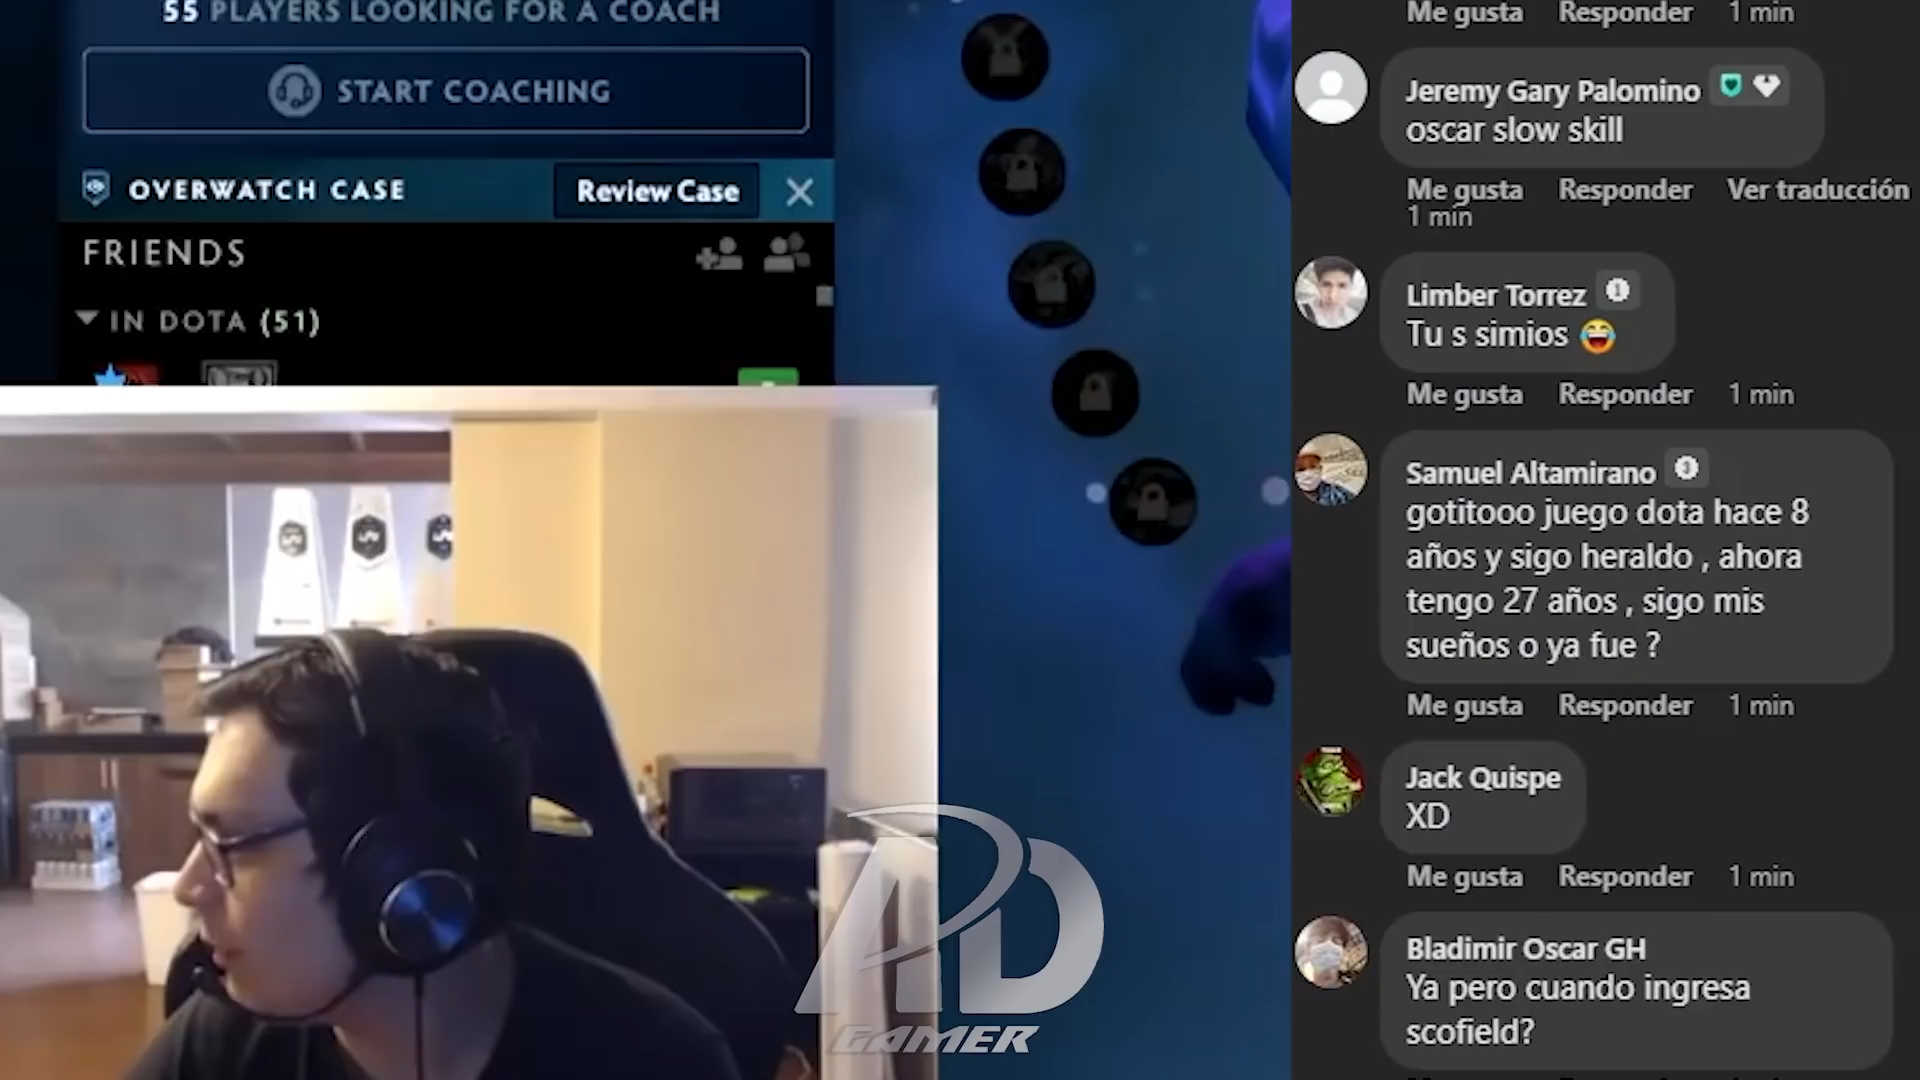 55 PLAYERS LOOKING FOR A COACH
START COACHING
OVERWATCH CASE
Review Case
FRIENDS
IN DOTA (51)
Me gusta Responder 1 min
Jeremy Gary Palomino
oscar slow skill
Me gusta Responder Ver traducción
1 min
Limber Torrez 1
Tu s simios 😂
Me gusta Responder 1 min
Samuel Altamirano 3
gotitooo juego dota hace 8
años y sigo heraldo , ahora
tengo 27 años , sigo mis
sueños o ya fue ?
Me gusta Responder 1 min
Jack Quispe
XD
Me gusta Responder 1 min
Bladimir Oscar GH
Ya pero cuando ingresa
scofield?
AD
GAMER